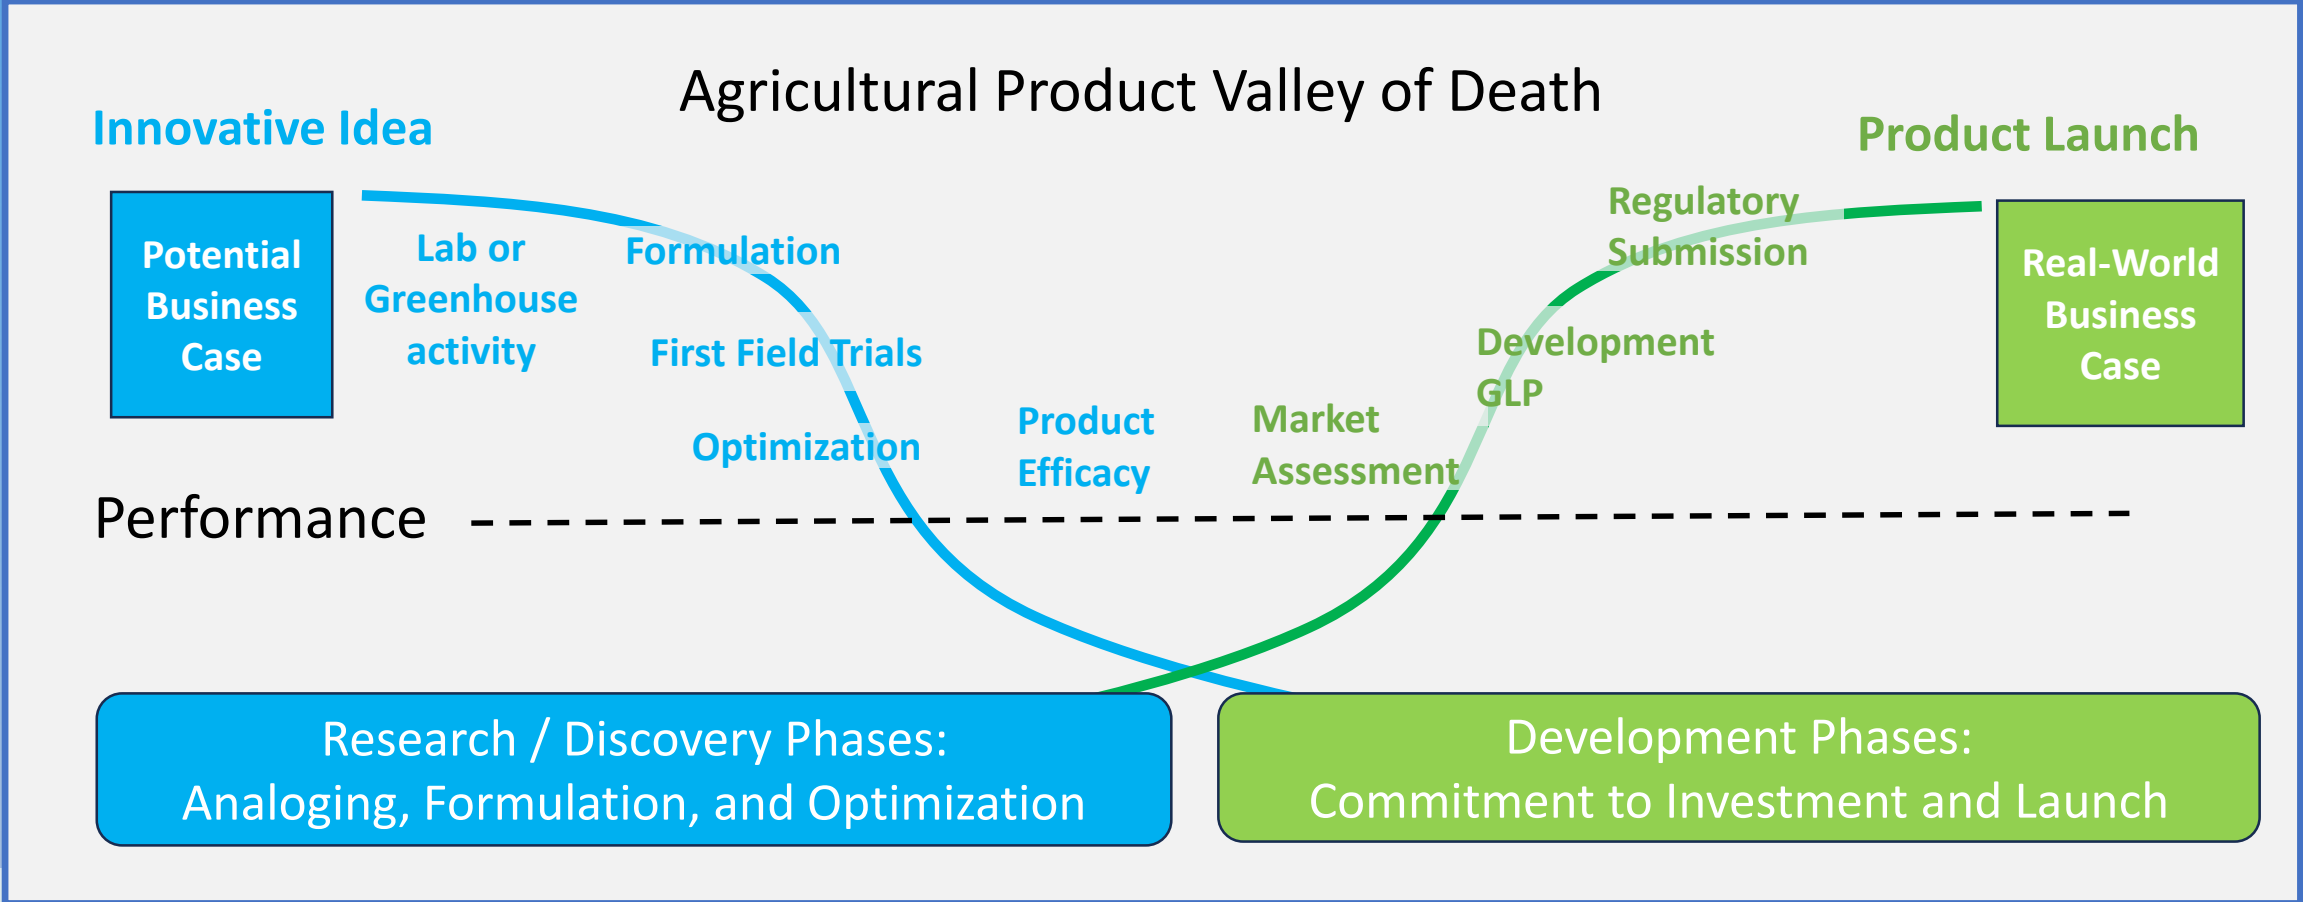 Agricultural Product Valley of Death
Innovative Idea
Product Launch
Potential
Business
Case
Lab or
Greenhouse
activity
Formulation
First Field Trials
Optimization
Product
Efficacy
Market
Assessment
Development
GLP
Regulatory
Submission
Real-World
Business
Case
Performance
Research / Discovery Phases:
Analoging, Formulation, and Optimization
Development Phases:
Commitment to Investment and Launch